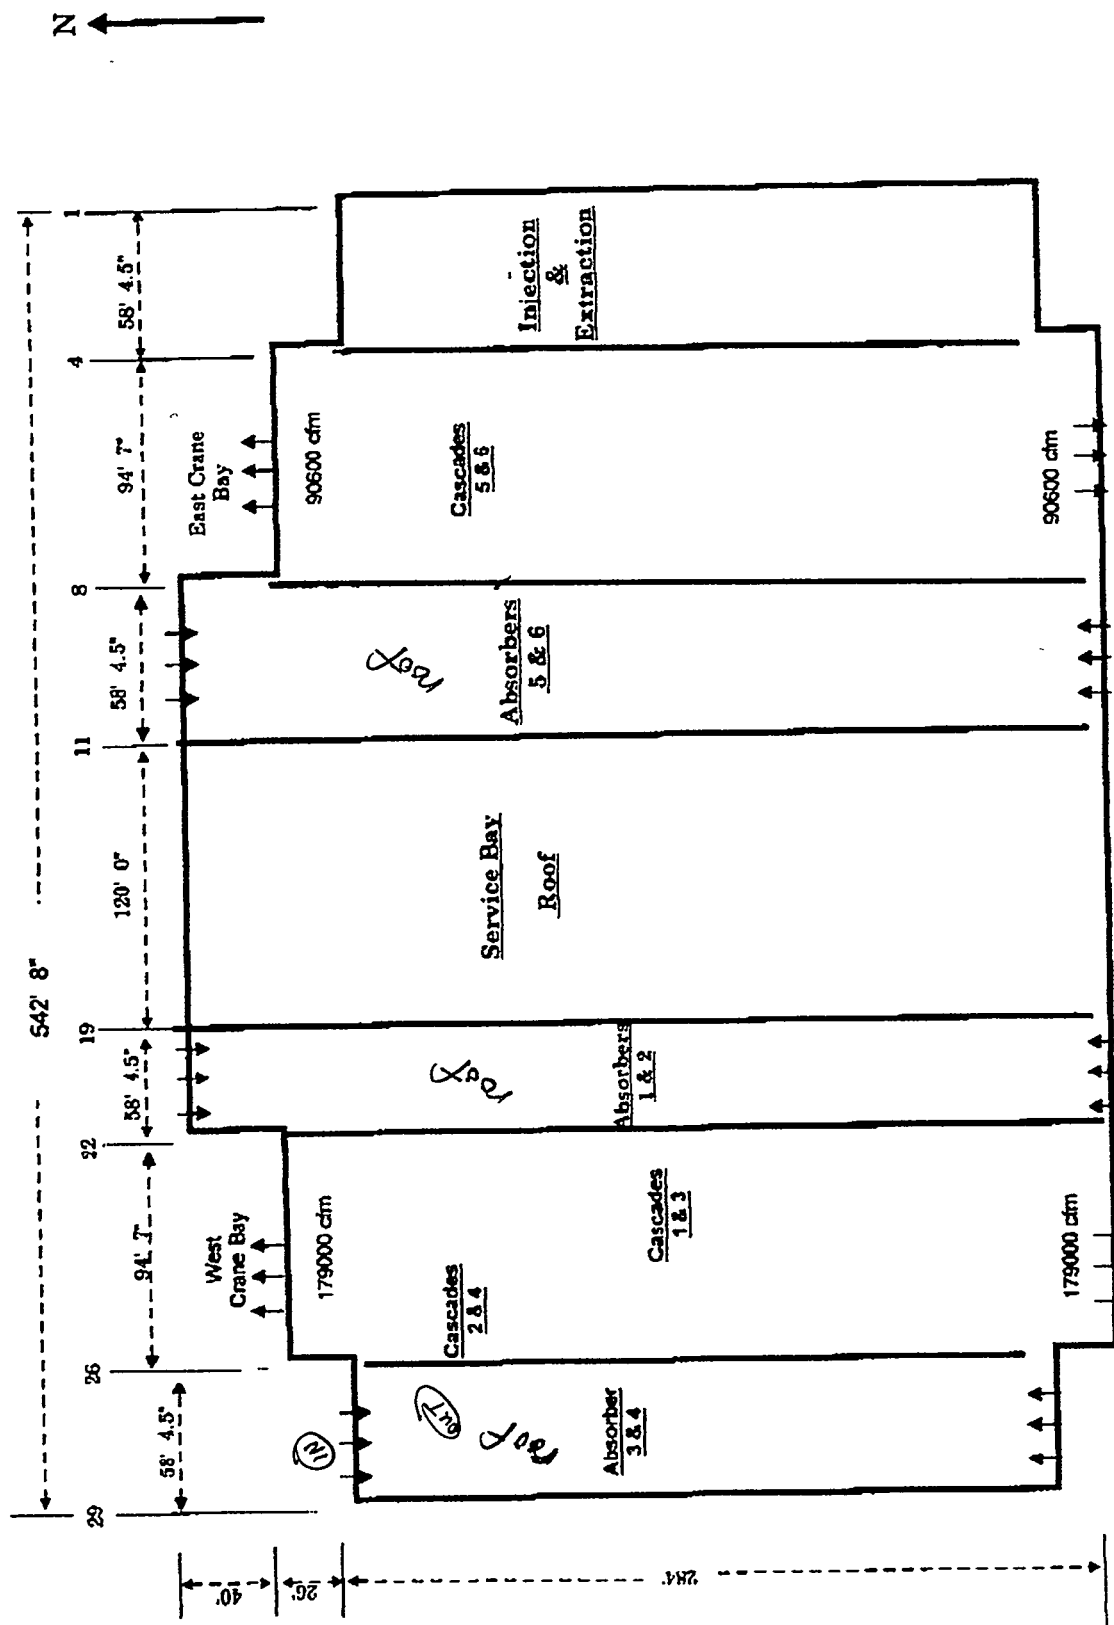 N
542' 8"
1
4
8
11
19
22
26
29
58' 4.5"
94' 7"
58' 4.5"
120' 0"
58' 4.5"
94' 7"
58' 4.5"
40'
26'
284'
East Crane
Bay
90600 cfm
West
Crane Bay
179000 cfm
IN
OUT
Injection
&
Extraction
Cascades
5 & 6
90600 cfm
roof
Absorbers
5 & 6
Service Bay
Roof
roof
Absorbers
1 & 2
Cascades
1 & 3
Cascades
2 & 4
179000 cfm
roof
Absorber
3 & 4